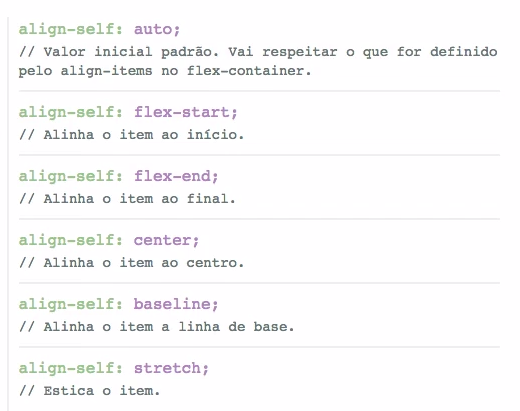 align-self: auto;
// Valor inicial padrão. Vai respeitar o que for definido
pelo align-items no flex-container.
align-self: flex-start;
// Alinha o item ao início.
align-self: flex-end;
// Alinha o item ao final.
align-self: center;
// Alinha o item ao centro.
align-self: baseline;
// Alinha o item a linha de base.
align-self: stretch;
// Estica o item.